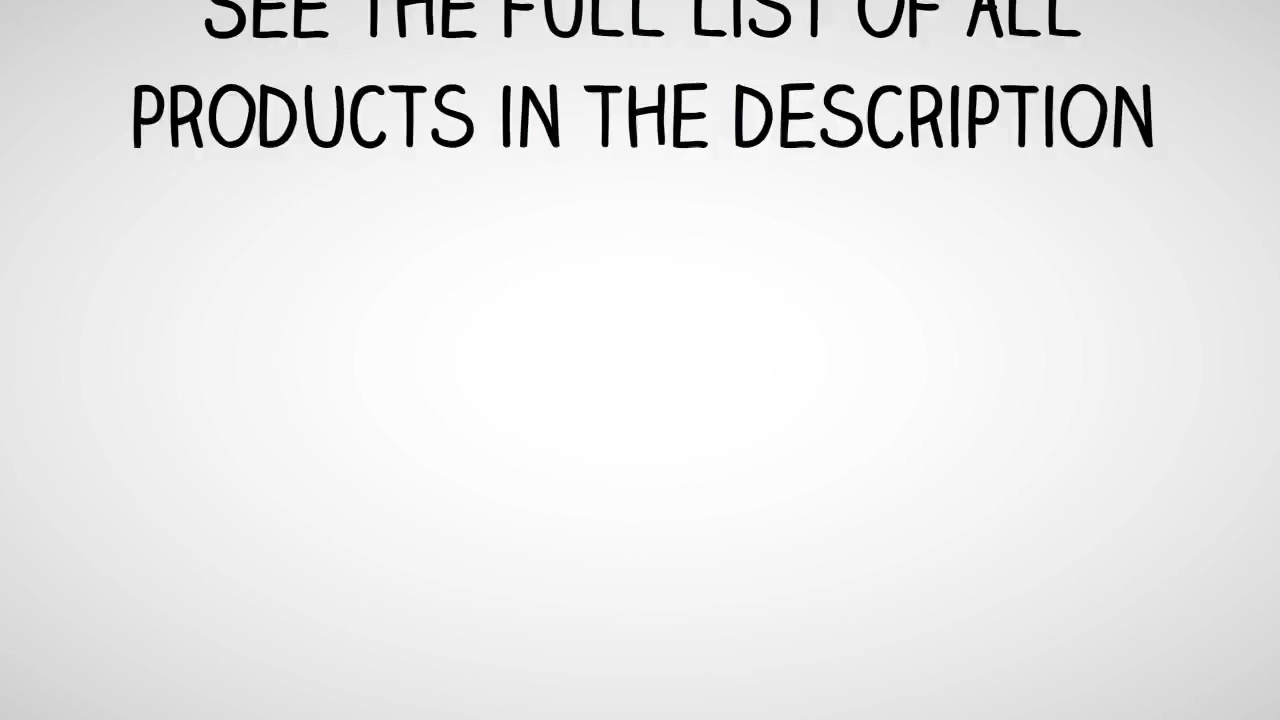 SEE THE FULL LIST OF ALL
PRODUCTS IN THE DESCRIPTION